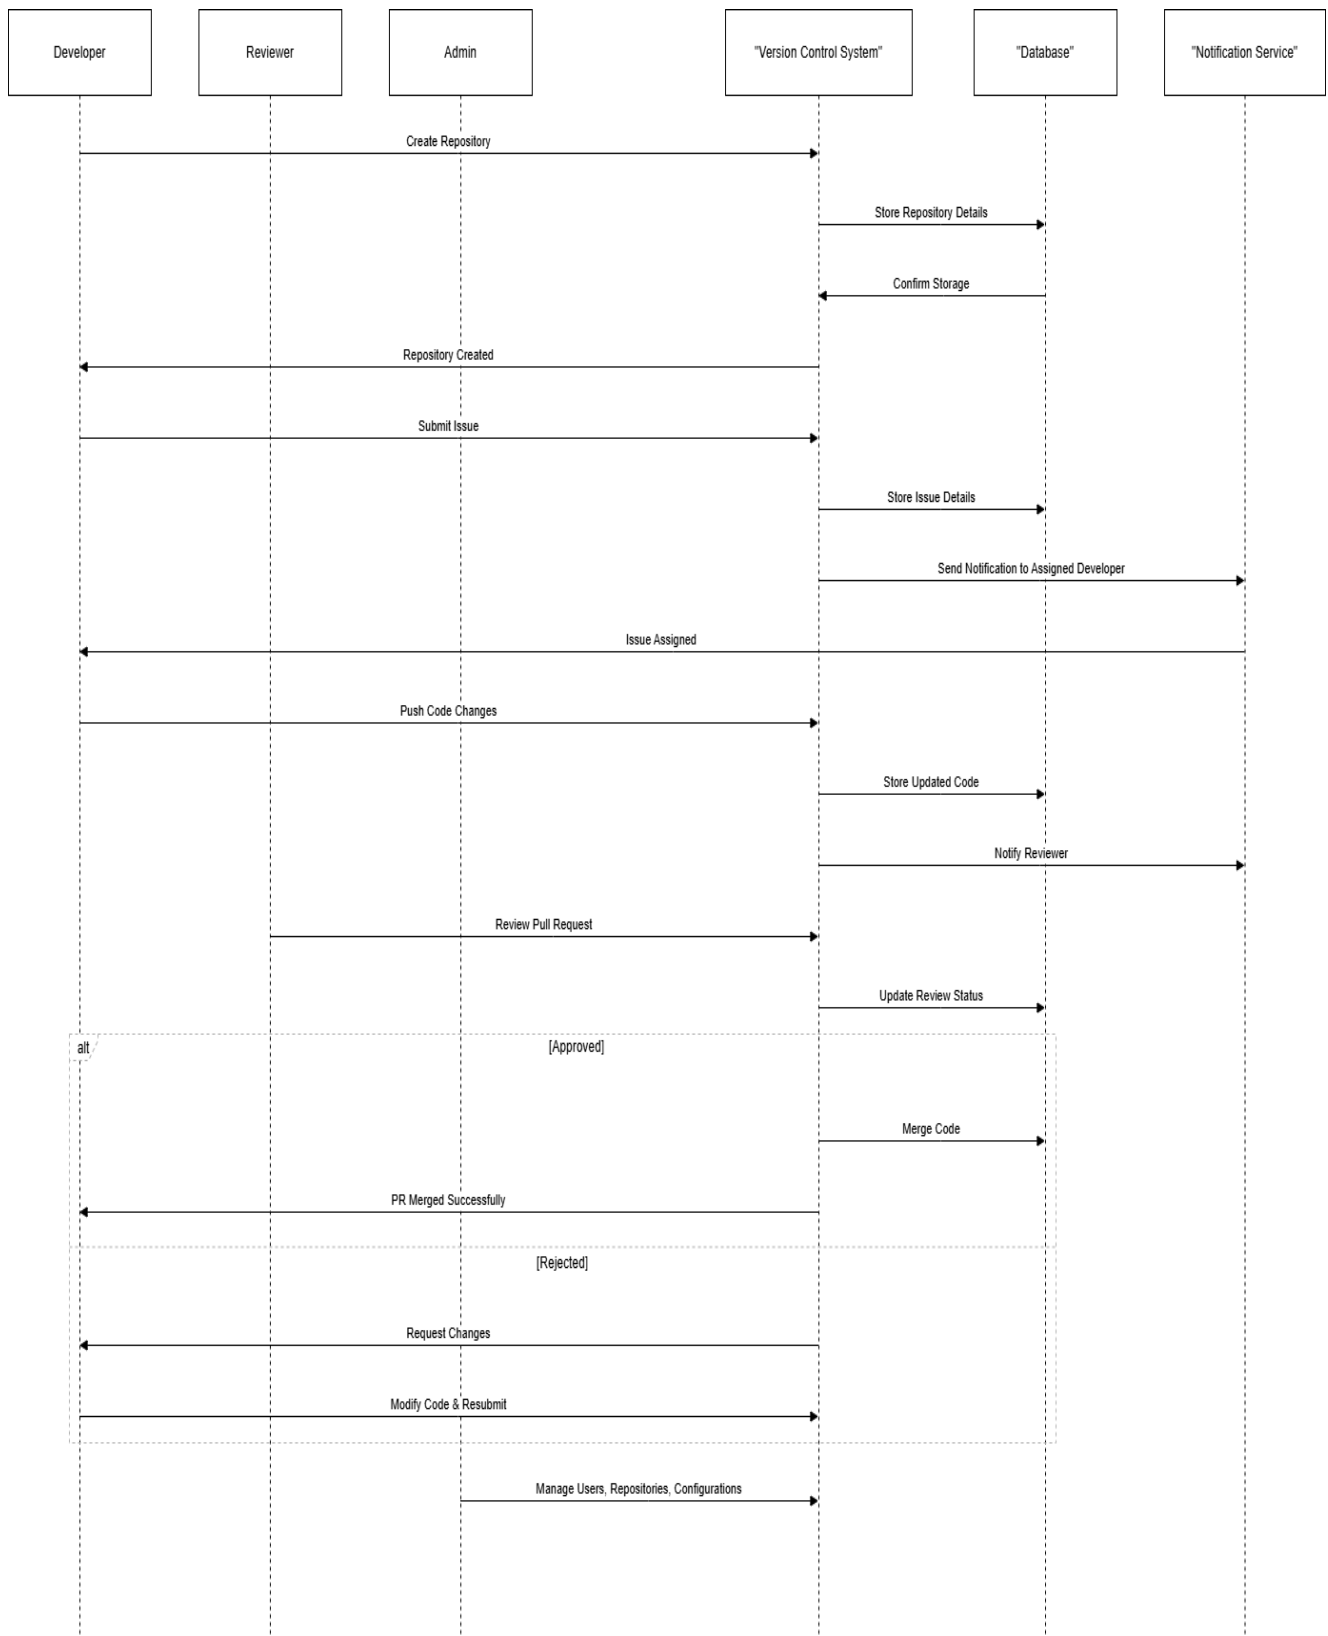 Developer
Reviewer
Admin
"Version Control System"
"Database"
"Notification Service"
Create Repository
Store Repository Details
Confirm Storage
Repository Created
Submit Issue
Store Issue Details
Send Notification to Assigned Developer
Issue Assigned
Push Code Changes
Store Updated Code
Notify Reviewer
Review Pull Request
Update Review Status
alt
[Approved]
Merge Code
PR Merged Successfully
[Rejected]
Request Changes
Modify Code & Resubmit
Manage Users, Repositories, Configurations